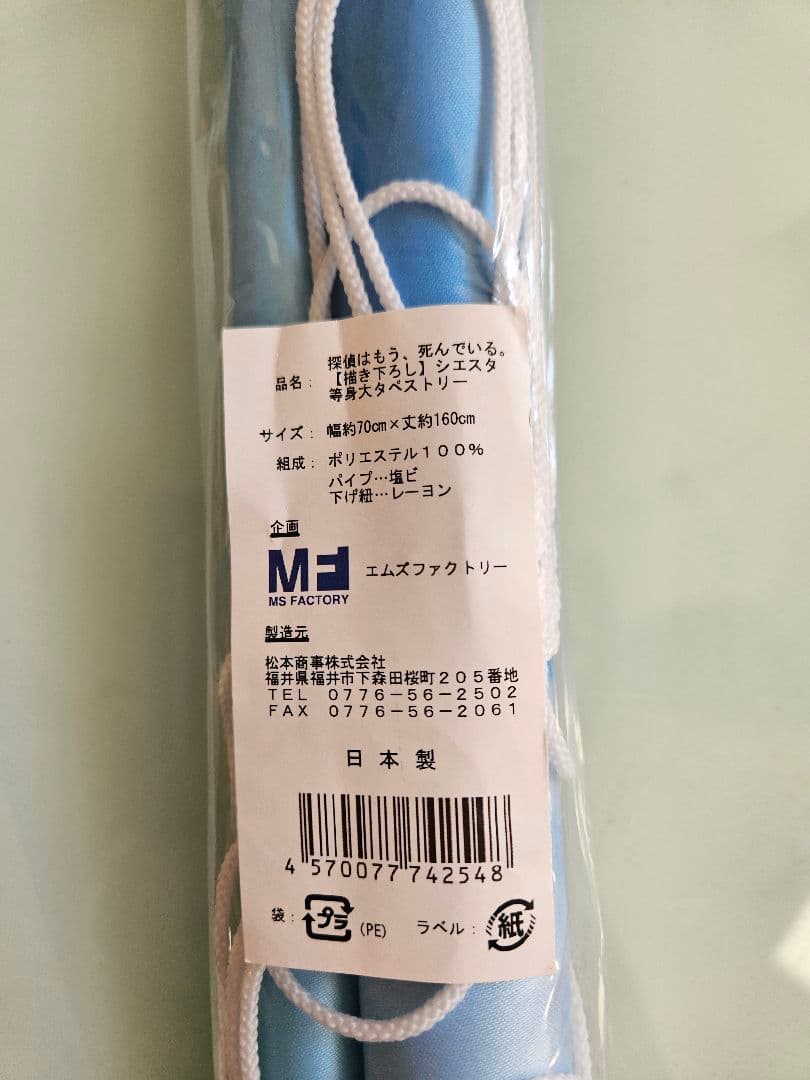 品名：
探偵はもう、死んでいる。
【描き下ろし】シエスタ
等身大タペストリー
サイズ： 幅約70cm×丈約160cm
組成： ポリエステル１００％
パイプ…塩ビ
下げ紐…レーヨン
企画
MF エムズファクトリー
MS FACTORY
製造元
松本商事株式会社
福井県福井市下森田桜町２０５番地
ＴＥＬ　０７７６－５６－２５０２
ＦＡＸ　０７７６－５６－２０６１
日本製
4 570077 742548
袋： プラ (PE) ラベル： 紙